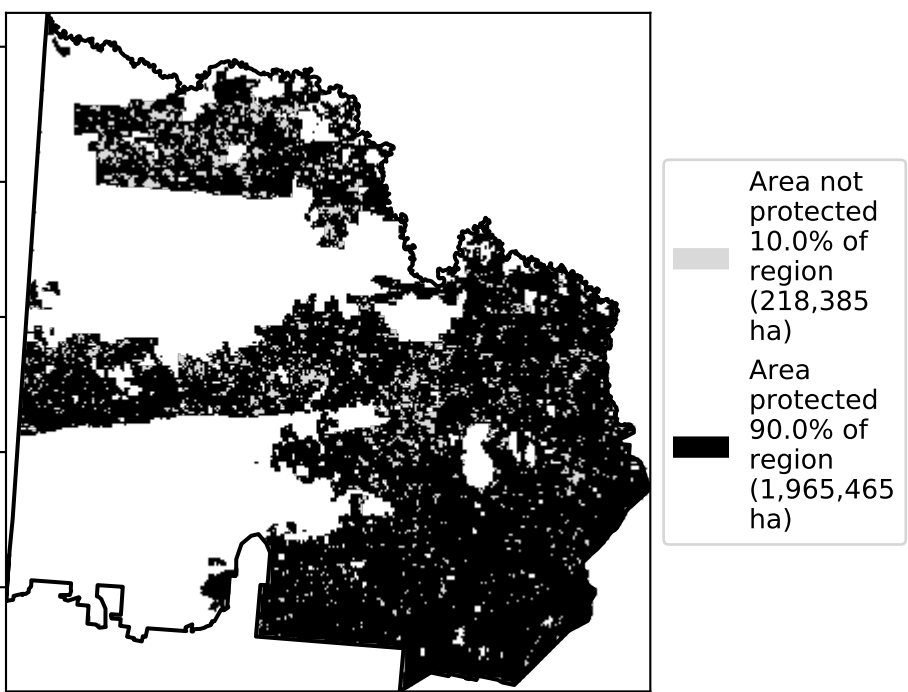 Area not
protected
10.0% of
region
(218,385
ha)
Area
protected
90.0% of
region
(1,965,465
ha)